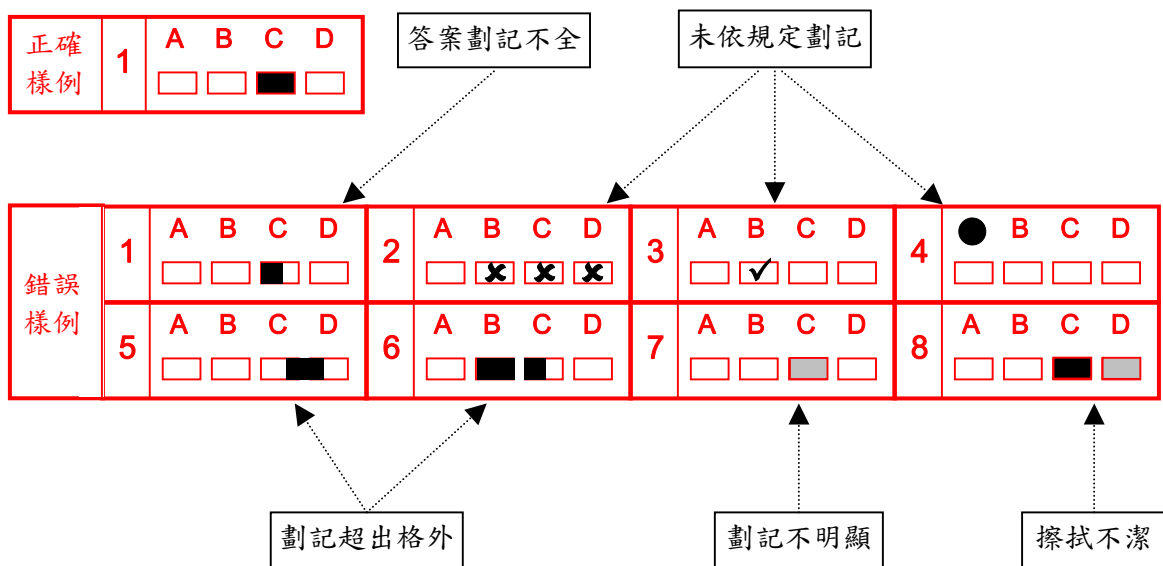 正確
樣例
1
A B C D
答案劃記不全
未依規定劃記
錯誤
樣例
1
A B C D
2
A B C D
3
A B C D
4
B C D
5
A B C D
6
A B C D
7
A B C D
8
A B C D
劃記超出格外
劃記不明顯
擦拭不潔